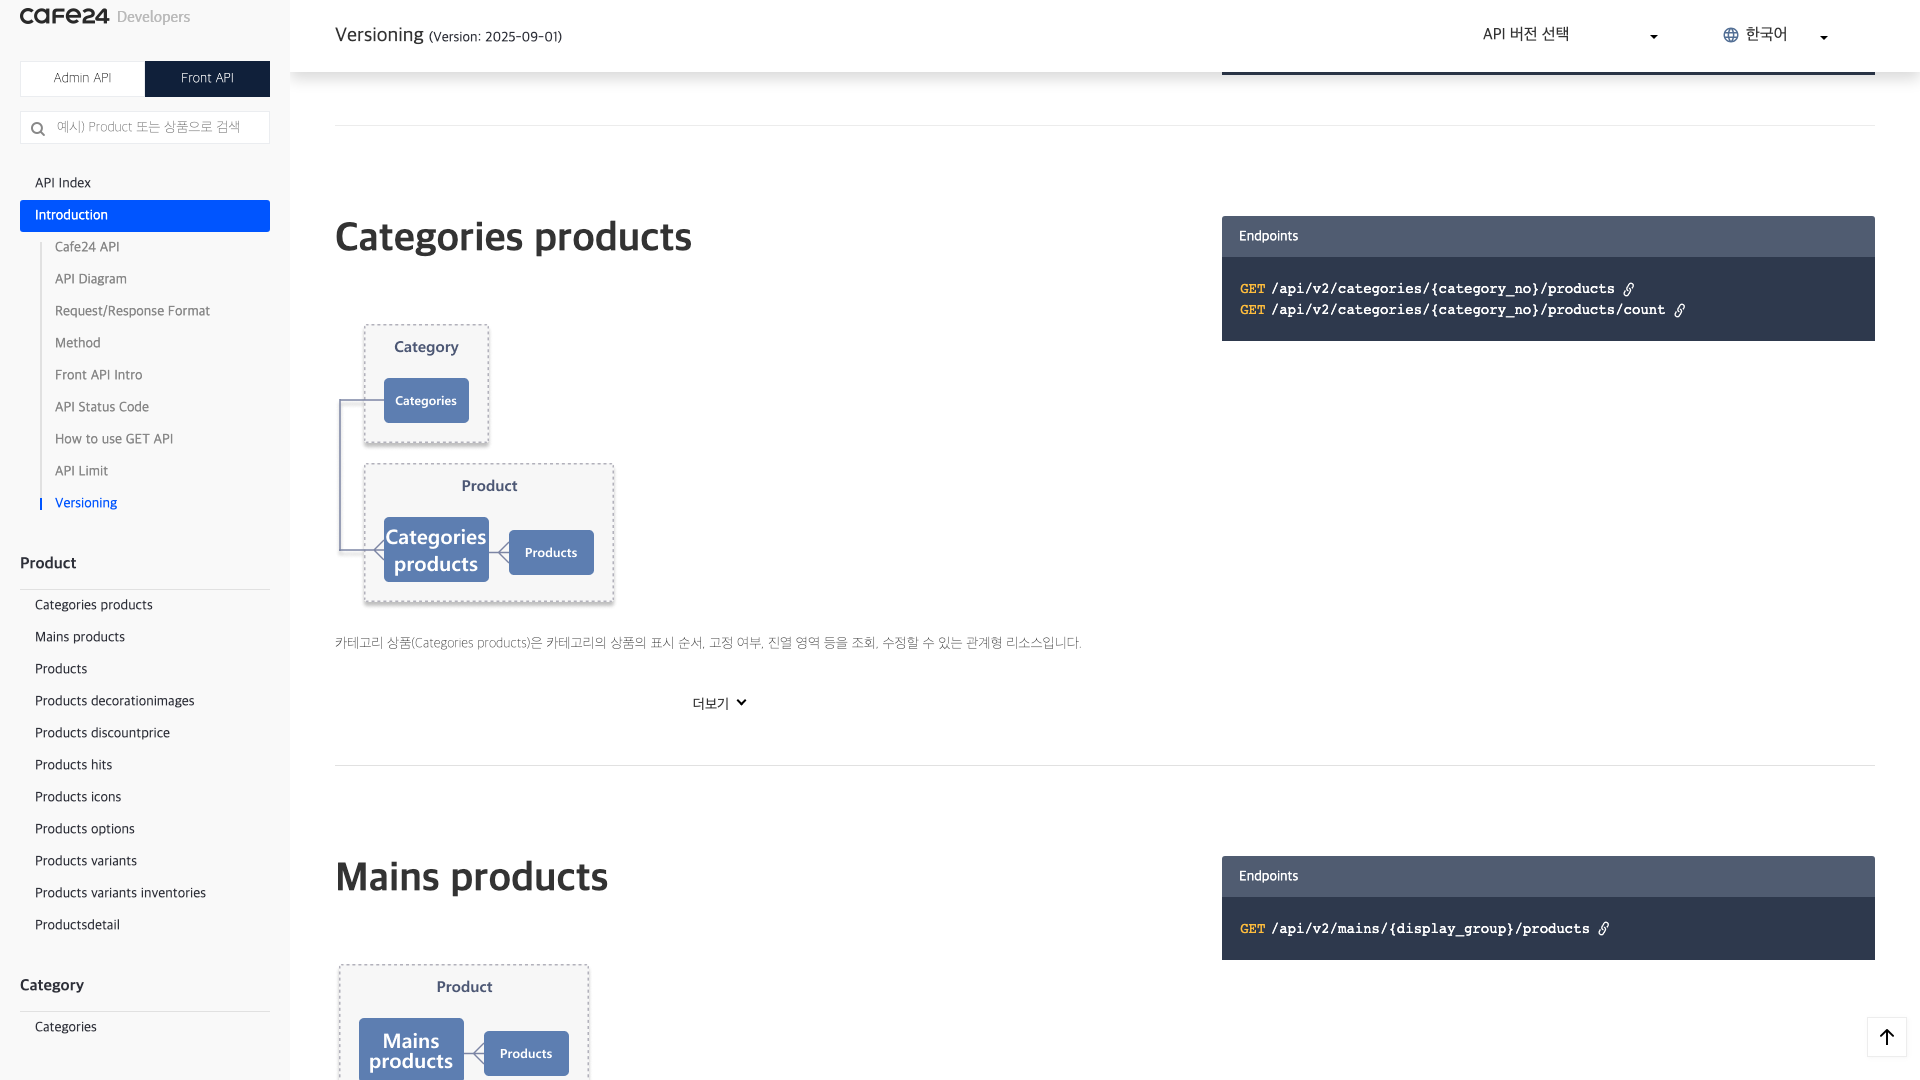 cafe24 Developers
Admin API
Front API
예시) Product 또는 상품으로 검색
API Index
Introduction
Cafe24 API
API Diagram
Request/Response Format
Method
Front API Intro
API Status Code
How to use GET API
API Limit
Versioning
Product
Categories products
Mains products
Products
Products decorationimages
Products discountprice
Products hits
Products icons
Products options
Products variants
Products variants inventories
Productsdetail
Category
Categories
Versioning (Version: 2025-09-01)
API 버전 선택
한국어
Categories products
Category
Categories
Product
Categories
products
Products
카테고리 상품(Categories products)은 카테고리의 상품의 표시 순서, 고정 여부, 진열 영역 등을 조회, 수정할 수 있는 관계형 리소스입니다.
더보기
Endpoints
GET /api/v2/categories/{category_no}/products
GET /api/v2/categories/{category_no}/products/count
Mains products
Product
Mains
products
Products
Endpoints
GET /api/v2/mains/{display_group}/products